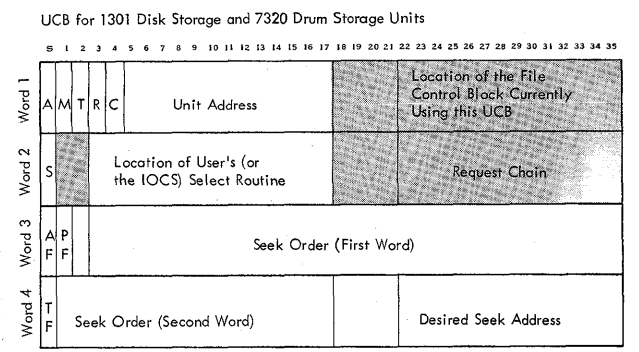 UCB for 1301 Disk Storage and 7320 Drum Storage Units
S 1 2 3 4 5 6 7 8 9 10 11 12 13 14 15 16 17 18 19 20 21 22 23 24 25 26 27 28 29 30 31 32 33 34 35
Word 1
A M T R C
Unit Address
Location of the File
Control Block Currently
Using this UCB
Word 2
S
Location of User's (or
the IOCS) Select Routine
Request Chain
Word 3
A P
F F
Seek Order (First Word)
Word 4
T
F
Seek Order (Second Word)
Desired Seek Address